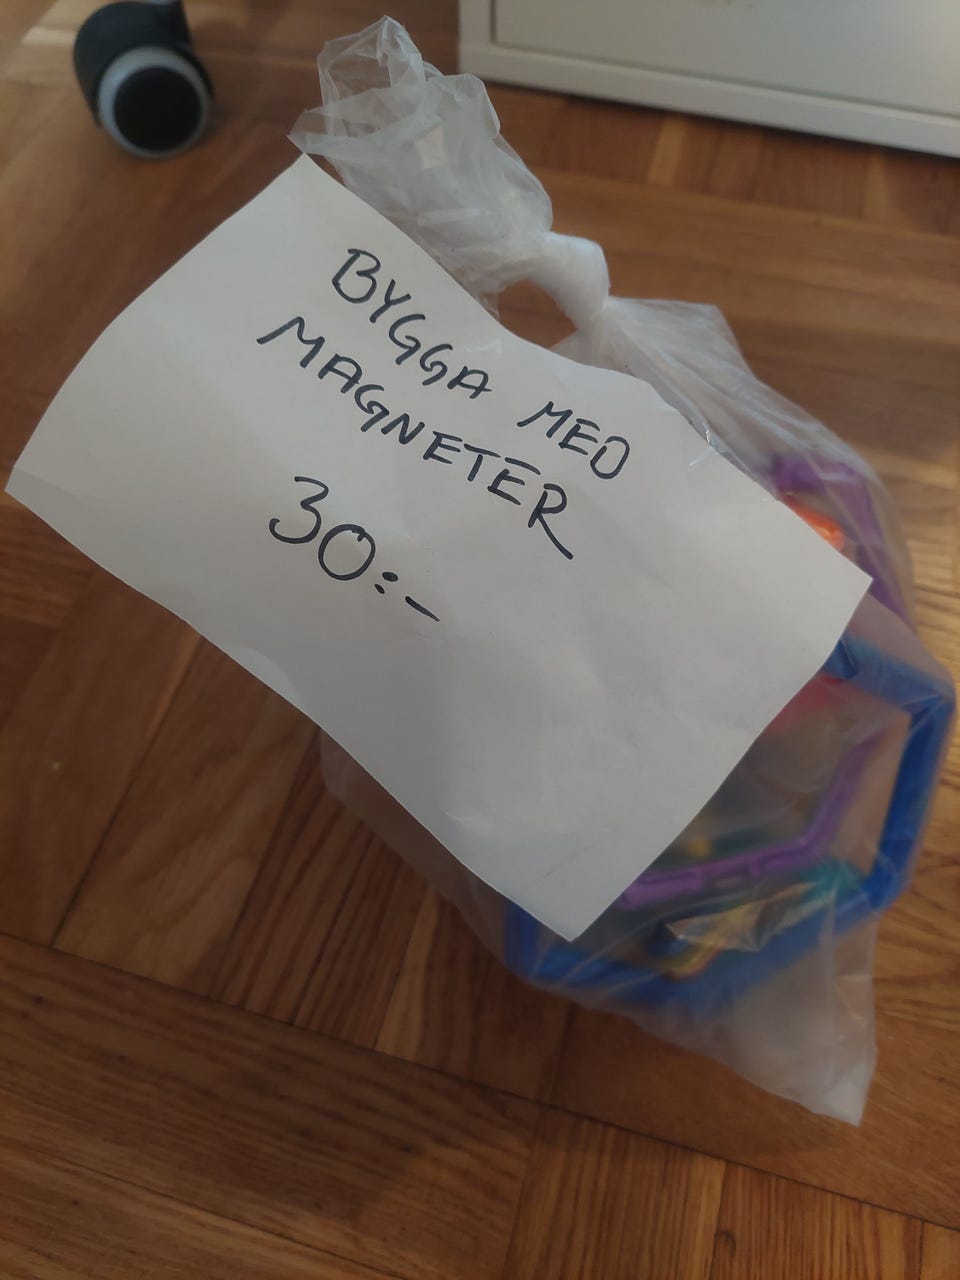 BYGGA MED
MAGNETER
30:-